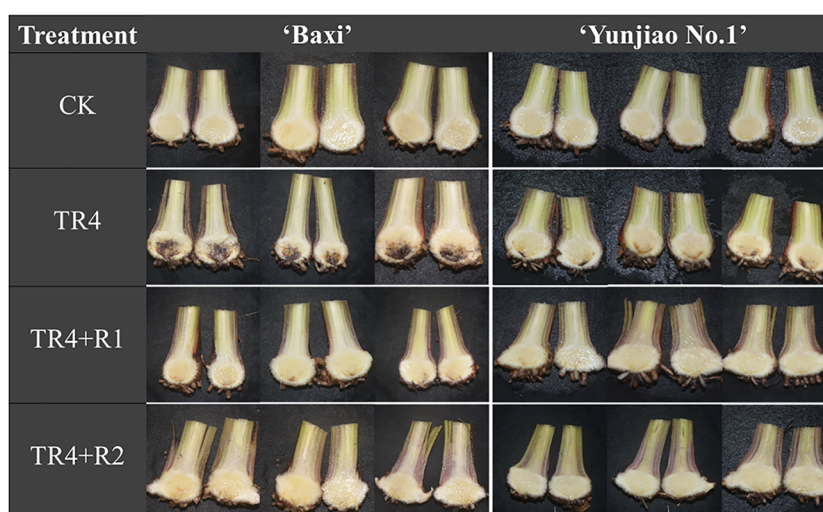 Treatment
‘Baxi’
‘Yunjiao No.1’
CK
TR4
TR4+R1
TR4+R2